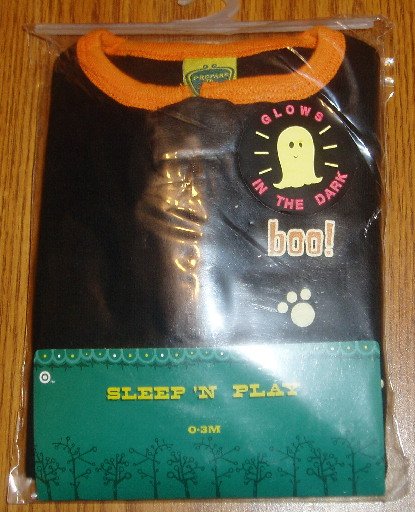 GLOWS
IN THE DARK
boo!
SLEEP 'N PLAY
0-3M